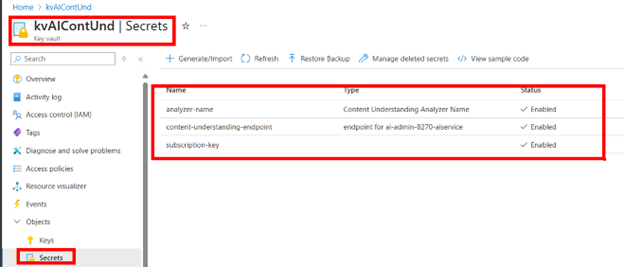 Home > kvAIContUnd
kvAIContUnd | Secrets
Key vault
Search
Generate/Import Refresh Restore Backup Manage deleted secrets View sample code
Overview
Activity log
Access control (IAM)
Tags
Diagnose and solve problems
Access policies
Resource visualizer
Events
Objects
Keys
Secrets
Name Type Status
analyzer-name Content Understanding Analyzer Name Enabled
content-understanding-endpoint endpoint for ai-admin-8270-aiservice Enabled
subscription-key Enabled